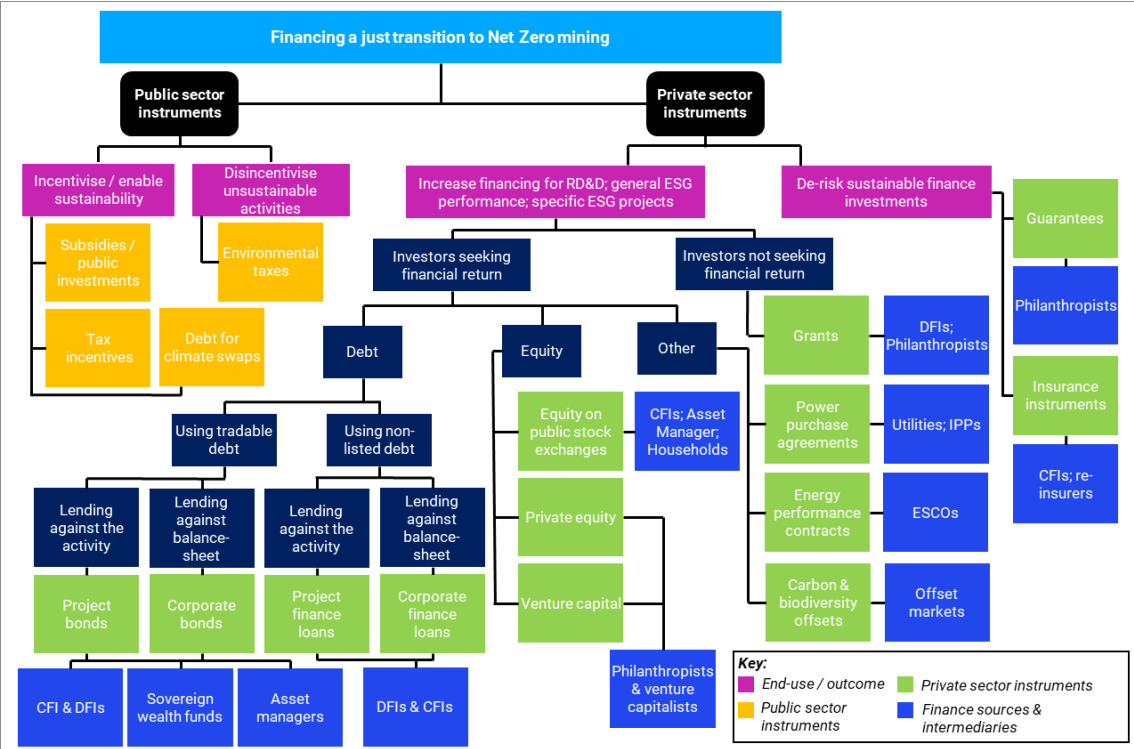 Financing a just transition to Net Zero mining
Public sector
instruments
Private sector
instruments
Incentivise / enable
sustainability
Disincentivise
unsustainable
activities
Increase financing for RD&D; general ESG
performance; specific ESG projects
De-risk sustainable finance
investments
Guarantees
Philanthropists
Insurance
instruments
CFIs; re-
insurers
Subsidies /
public
investments
Environmental
taxes
Tax
incentives
Debt for
climate swaps
Investors seeking
financial return
Investors not seeking
financial return
Debt
Equity
Other
Grants
DFIs;
Philanthropists
Equity on
public stock
exchanges
CFIs; Asset
Manager;
Households
Power
purchase
agreements
Utilities; IPPs
Using tradable
debt
Using non-
listed debt
Lending
against the
activity
Lending
against
balance-
sheet
Lending
against the
activity
Lending
against
balance-
sheet
Private equity
Energy
performance
contracts
ESCOs
Project
bonds
Corporate
bonds
Project
finance
loans
Corporate
finance
loans
Venture capital
Carbon &
biodiversity
offsets
Offset
markets
CFI & DFIs
Sovereign
wealth funds
Asset
managers
DFIs & CFIs
Philanthropists
& venture
capitalists
Key:
End-use / outcome
Private sector instruments
Public sector
instruments
Finance sources &
intermediaries